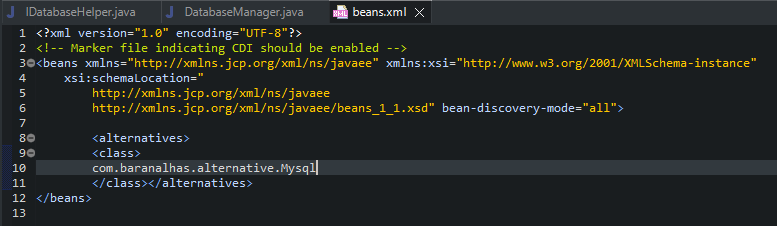 IDatabaseHelper.java DatabaseManager.java beans.xml
1 <?xml version="1.0" encoding="UTF-8"?>
2 <!-- Marker file indicating CDI should be enabled -->
3 <beans xmlns="http://xmlns.jcp.org/xml/ns/javaee" xmlns:xsi="http://www.w3.org/2001/XMLSchema-instance"
4 xsi:schemaLocation="
5 http://xmlns.jcp.org/xml/ns/javaee
6 http://xmlns.jcp.org/xml/ns/javaee/beans_1_1.xsd" bean-discovery-mode="all">
7
8 <alternatives>
9 <class>
10 com.baranalhas.alternative.Mysql
11 </class></alternatives>
12 </beans>
13